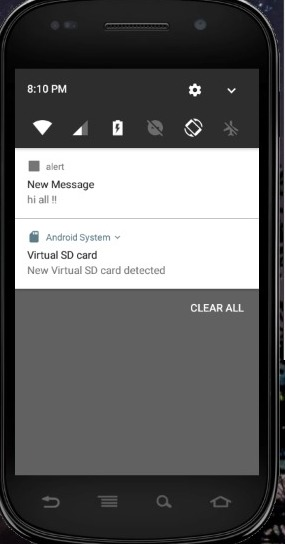 8:10 PM
alert
New Message
hi all !!
Android System
Virtual SD card
New Virtual SD card detected
CLEAR ALL